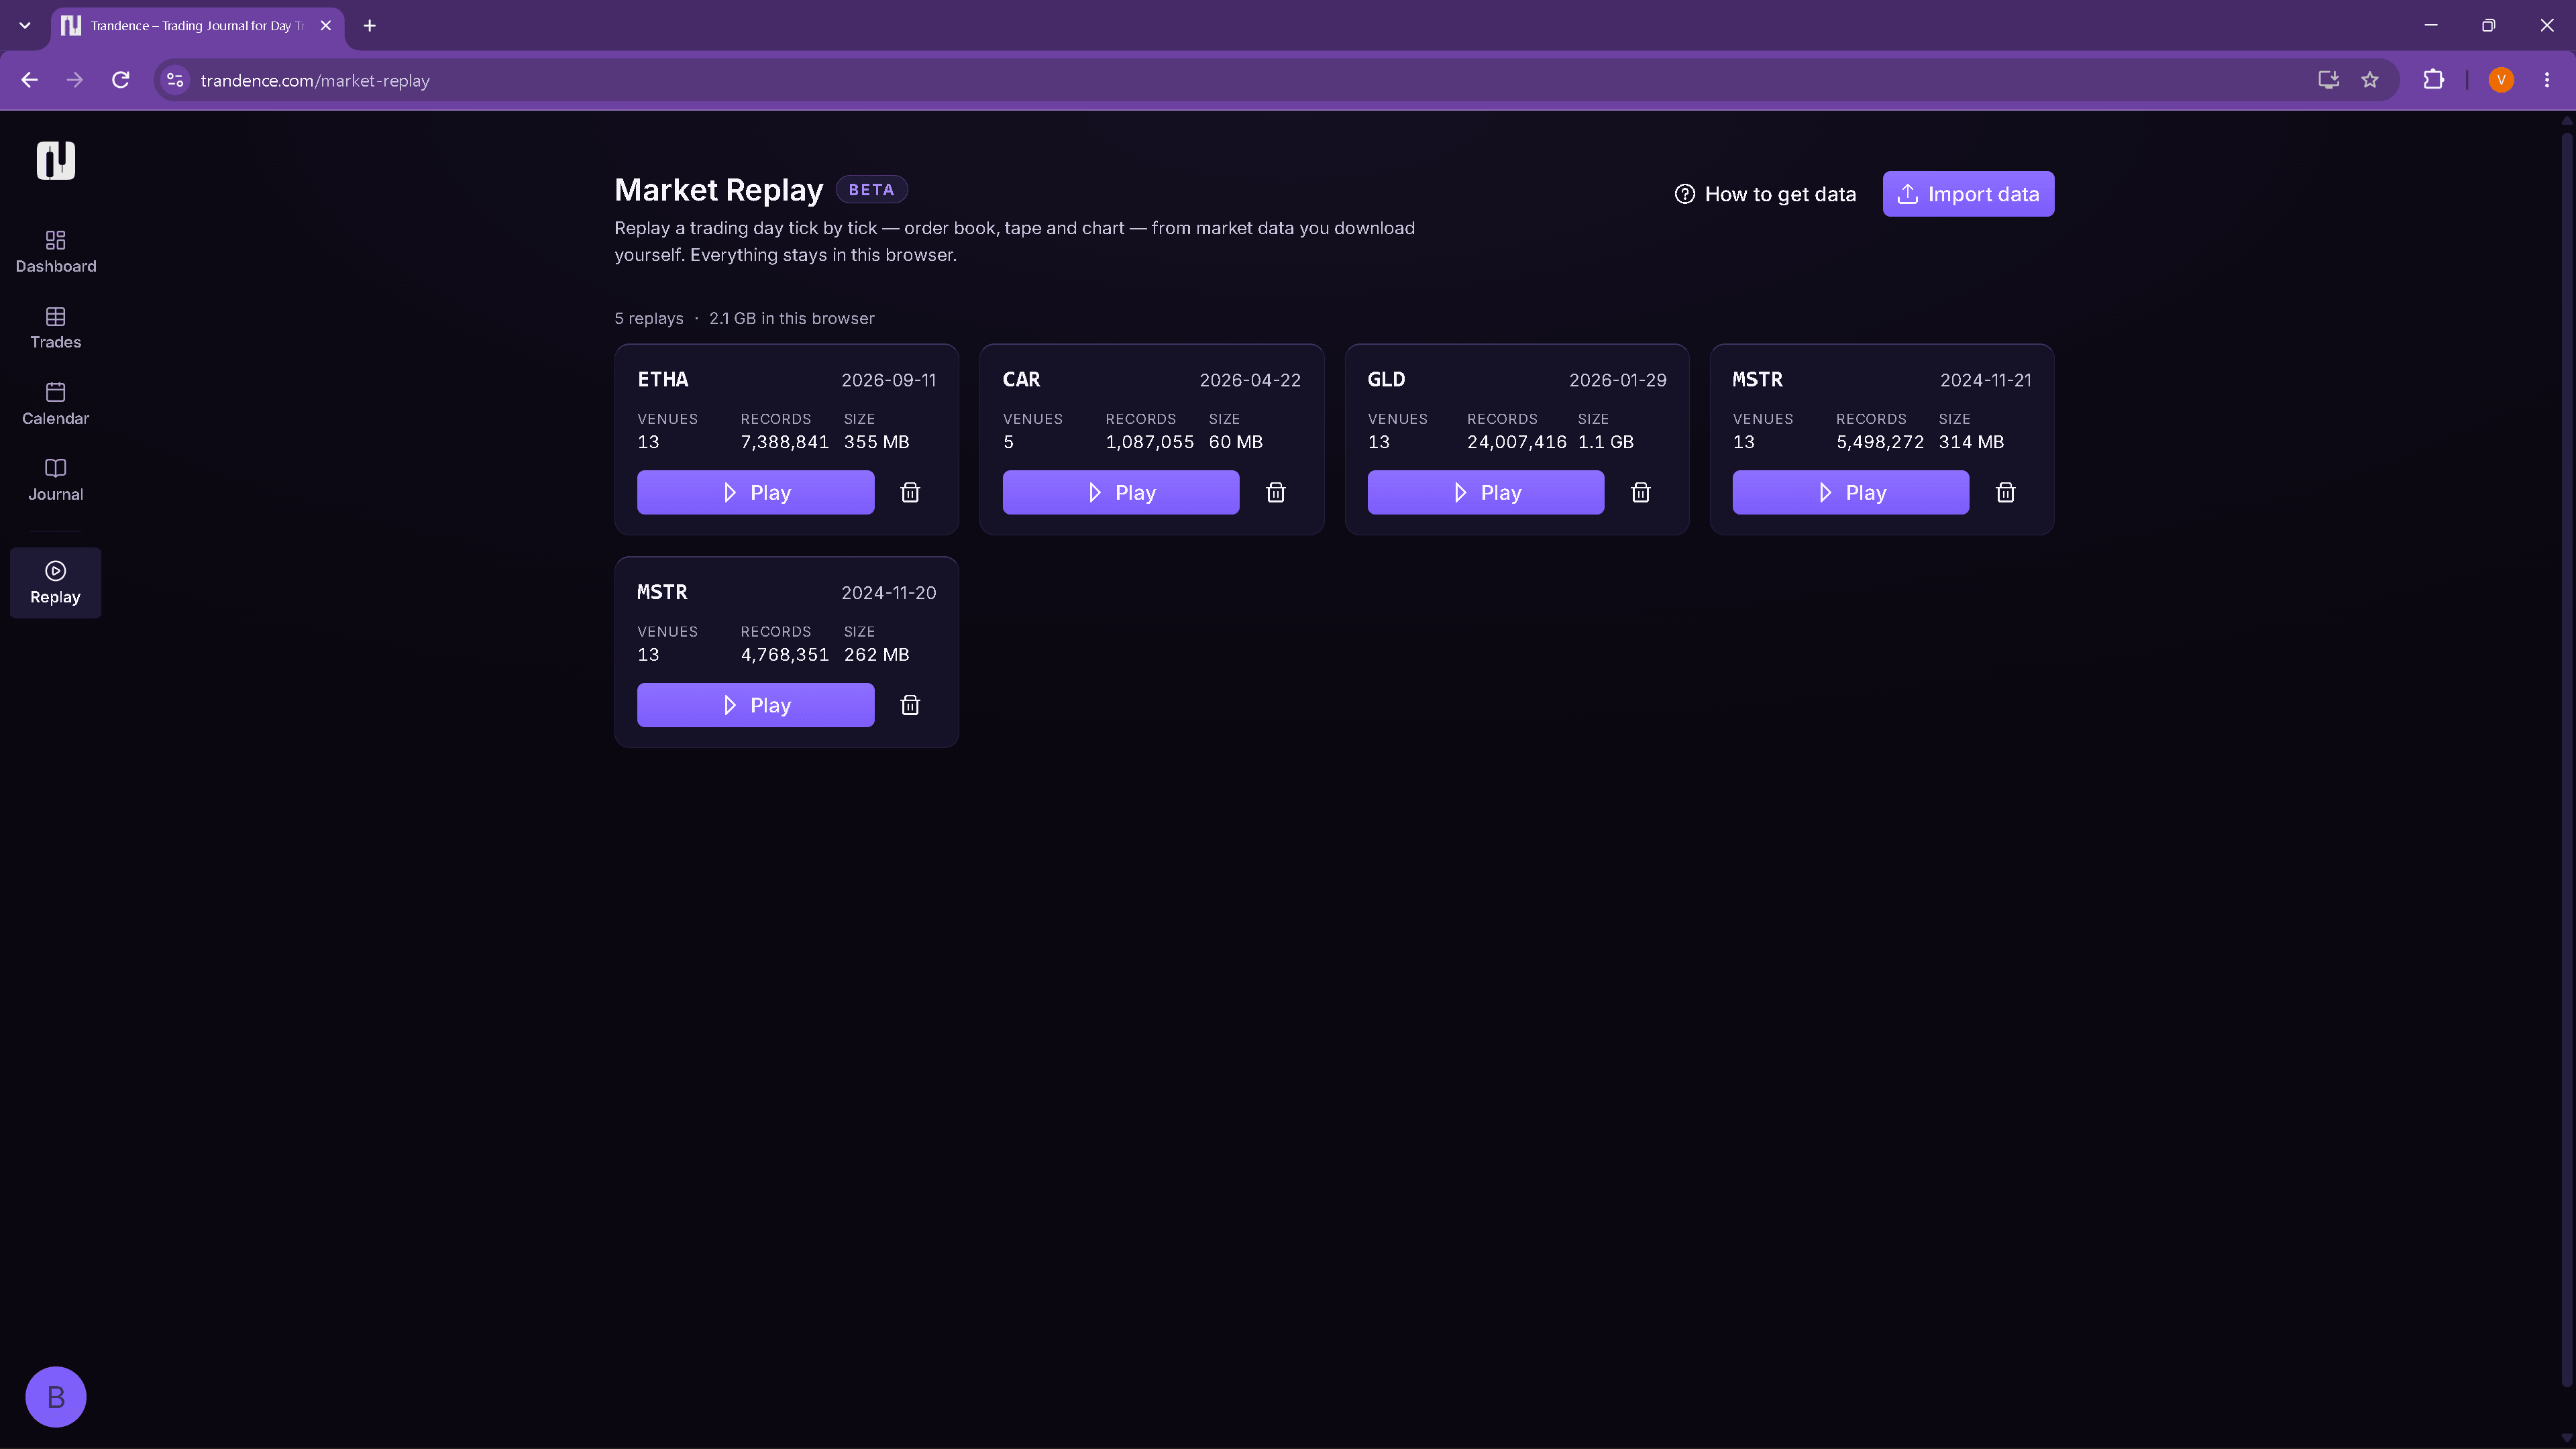 Trandence – Trading Journal for Day
trandence.com/market-replay
V
Dashboard
Trades
Calendar
Journal
Replay
B
Market Replay BETA
Replay a trading day tick by tick — order book, tape and chart — from market data you download
yourself. Everything stays in this browser.
How to get data
Import data
5 replays · 2.1 GB in this browser
ETHA 2026-09-11
VENUES RECORDS SIZE
13 7,388,841 355 MB
Play
CAR 2026-04-22
VENUES RECORDS SIZE
5 1,087,055 60 MB
Play
GLD 2026-01-29
VENUES RECORDS SIZE
13 24,007,416 1.1 GB
Play
MSTR 2024-11-21
VENUES RECORDS SIZE
13 5,498,272 314 MB
Play
MSTR 2024-11-20
VENUES RECORDS SIZE
13 4,768,351 262 MB
Play